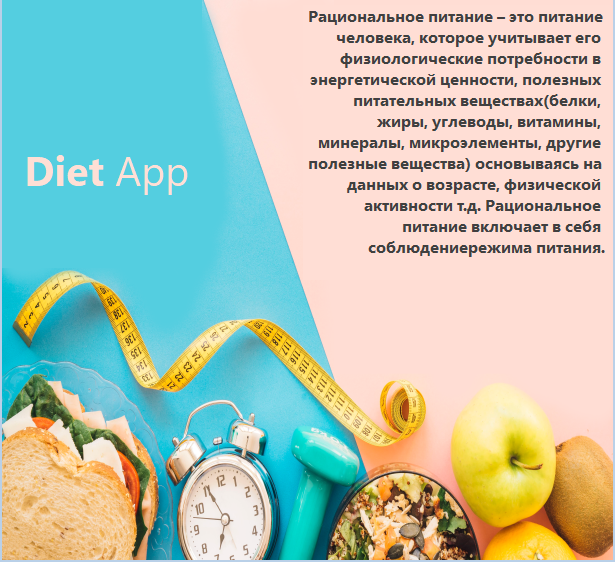 Рациональное питание – это питание
человека, которое учитывает его
физиологические потребности в
энергетической ценности, полезных
питательных веществах(белки,
жиры, углеводы, витамины,
минералы, микроэлементы, другие
полезные вещества) основываясь на
данных о возрасте, физической
активности т.д. Рациональное
питание включает в себя
соблюдениережима питания.
Diet App